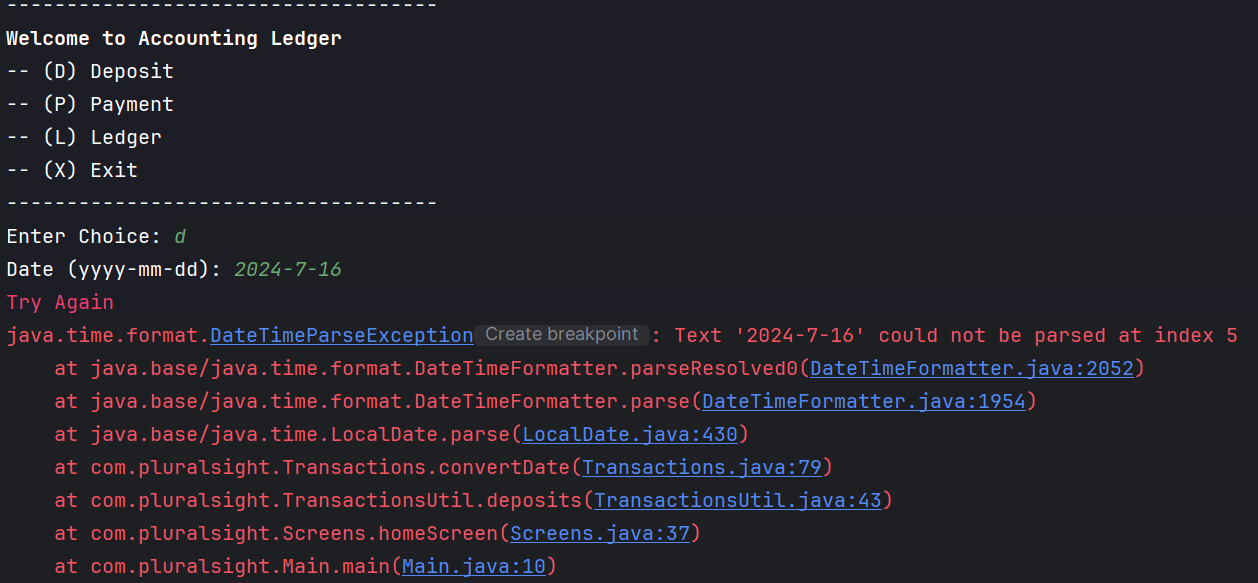 ------------------------------------
Welcome to Accounting Ledger
-- (D) Deposit
-- (P) Payment
-- (L) Ledger
-- (X) Exit
------------------------------------
Enter Choice: d
Date (yyyy-mm-dd): 2024-7-16
Try Again
java.time.format.DateTimeParseException Create breakpoint : Text '2024-7-16' could not be parsed at index 5
    at java.base/java.time.format.DateTimeFormatter.parseResolved0(DateTimeFormatter.java:2052)
    at java.base/java.time.format.DateTimeFormatter.parse(DateTimeFormatter.java:1954)
    at java.base/java.time.LocalDate.parse(LocalDate.java:430)
    at com.pluralsight.Transactions.convertDate(Transactions.java:79)
    at com.pluralsight.TransactionsUtil.deposits(TransactionsUtil.java:43)
    at com.pluralsight.Screens.homeScreen(Screens.java:37)
    at com.pluralsight.Main.main(Main.java:10)